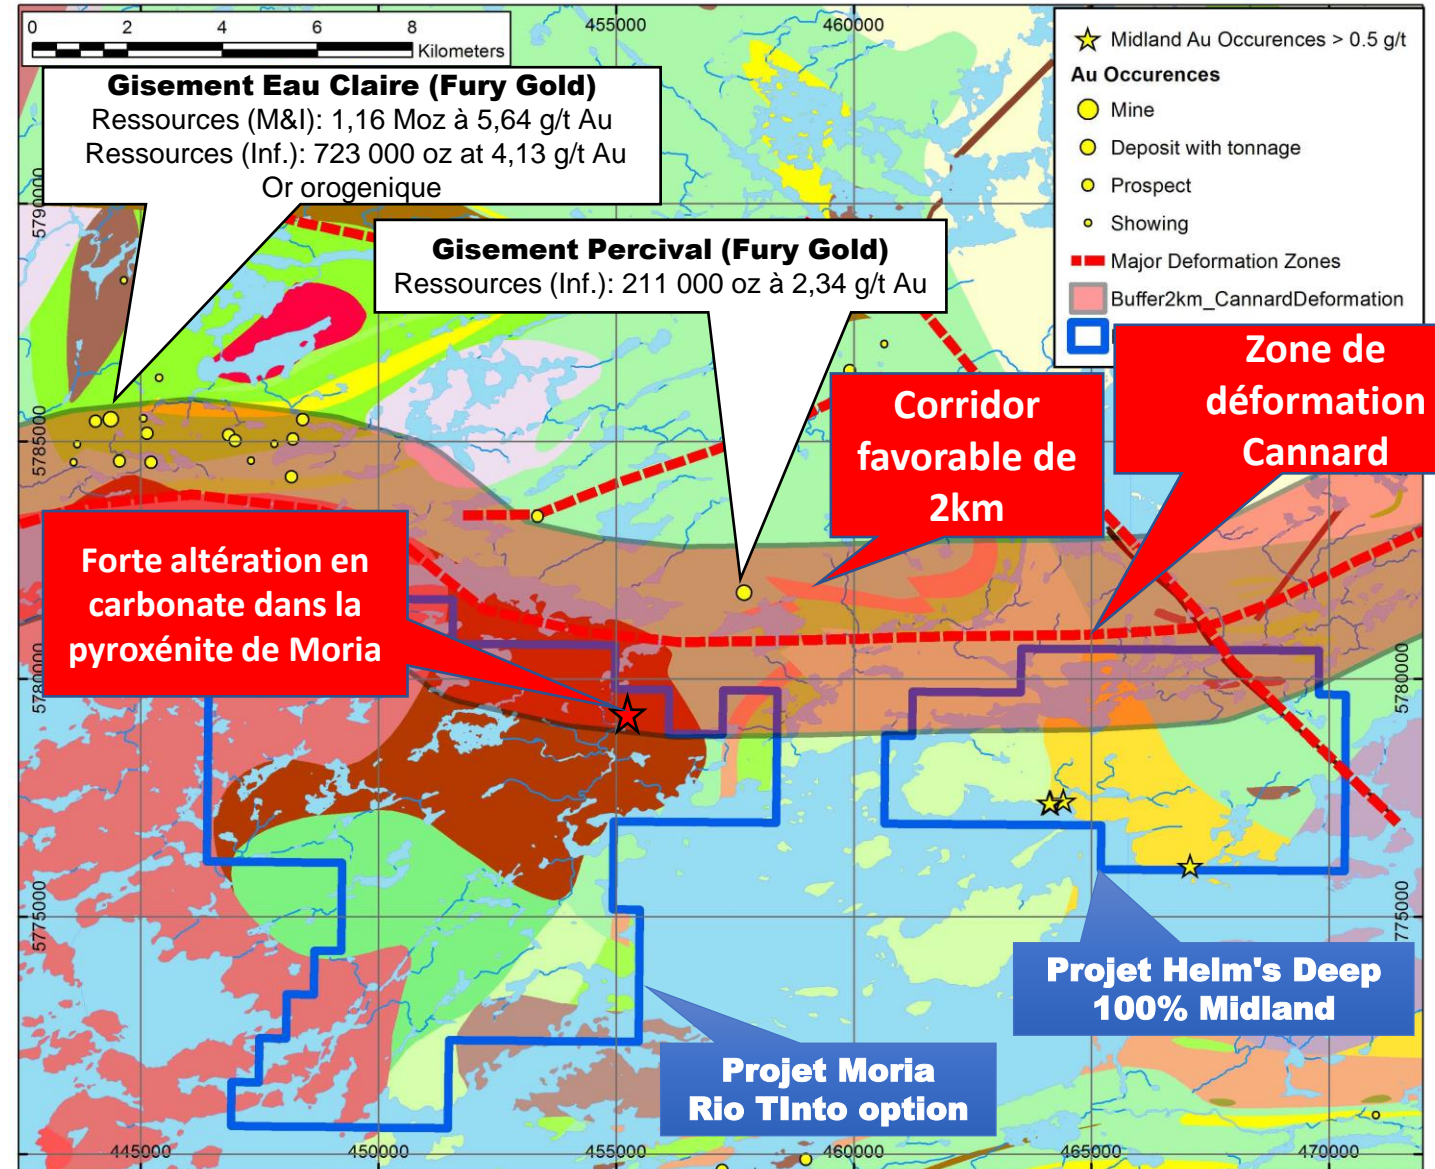 0 2 4 6 8
Kilometers
455000
460000
Midland Au Occurences > 0.5 g/t
Au Occurences
Mine
Deposit with tonnage
Prospect
Showing
Major Deformation Zones
Buffer2km_CannardDeformation
Gisement Eau Claire (Fury Gold)
Ressources (M&I): 1,16 Moz à 5,64 g/t Au
Ressources (Inf.): 723 000 oz at 4,13 g/t Au
Or orogenique
Gisement Percival (Fury Gold)
Ressources (Inf.): 211 000 oz à 2,34 g/t Au
5790000
5785000
Zone de
déformation
Cannard
Corridor
favorable de
2km
Forte altération en
carbonate dans la
pyroxénite de Moria
5780000
5780000
5775000
5775000
Projet Helm's Deep
100% Midland
Projet Moria
Rio TInto option
445000
450000
455000
460000
465000
470000